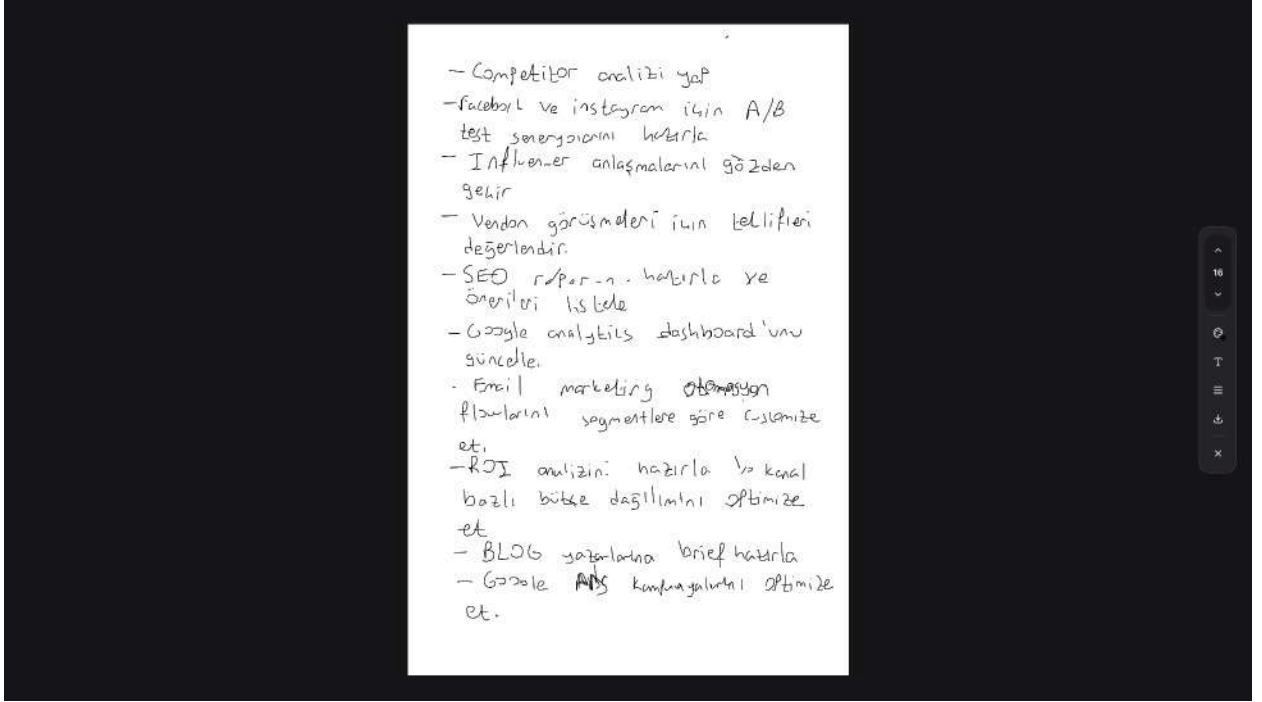 - Competitor analizi yap
- facebook ve instagram için A/B
test seneryolarını hazırla
- Influencer anlaşmalarını gözden
geçir
- Vendor görüşmeleri için teklifleri
değerlendir.
- SEO raporunu hazırla ve
önerileri listele
- Google analytics dashboard'unu
güncelle.
- Email marketing otomasyon
flowlarını segmentlere göre customize
et.
- ROI analizini hazırla ve kanal
bazlı bütçe dağılımını optimize
et
- BLOG yazarlarına brief hazırla
- Google ADS kampanyalarını optimize
et.
16
T